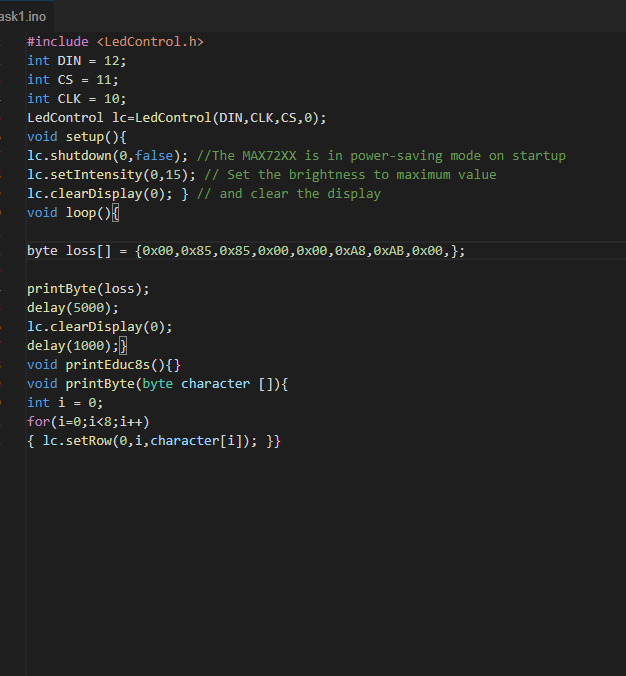 ask1.ino
#include <LedControl.h>
int DIN = 12;
int CS = 11;
int CLK = 10;
LedControl lc=LedControl(DIN,CLK,CS,0);
void setup(){
lc.shutdown(0,false); //The MAX72XX is in power-saving mode on startup
lc.setIntensity(0,15); // Set the brightness to maximum value
lc.clearDisplay(0); } // and clear the display
void loop(){
byte loss[] = {0x00,0x85,0x85,0x00,0x00,0xA8,0xAB,0x00,};
printByte(loss);
delay(5000);
lc.clearDisplay(0);
delay(1000);}
void printEduc8s(){}
void printByte(byte character []){
int i = 0;
for(i=0;i<8;i++)
{ lc.setRow(0,i,character[i]); }}